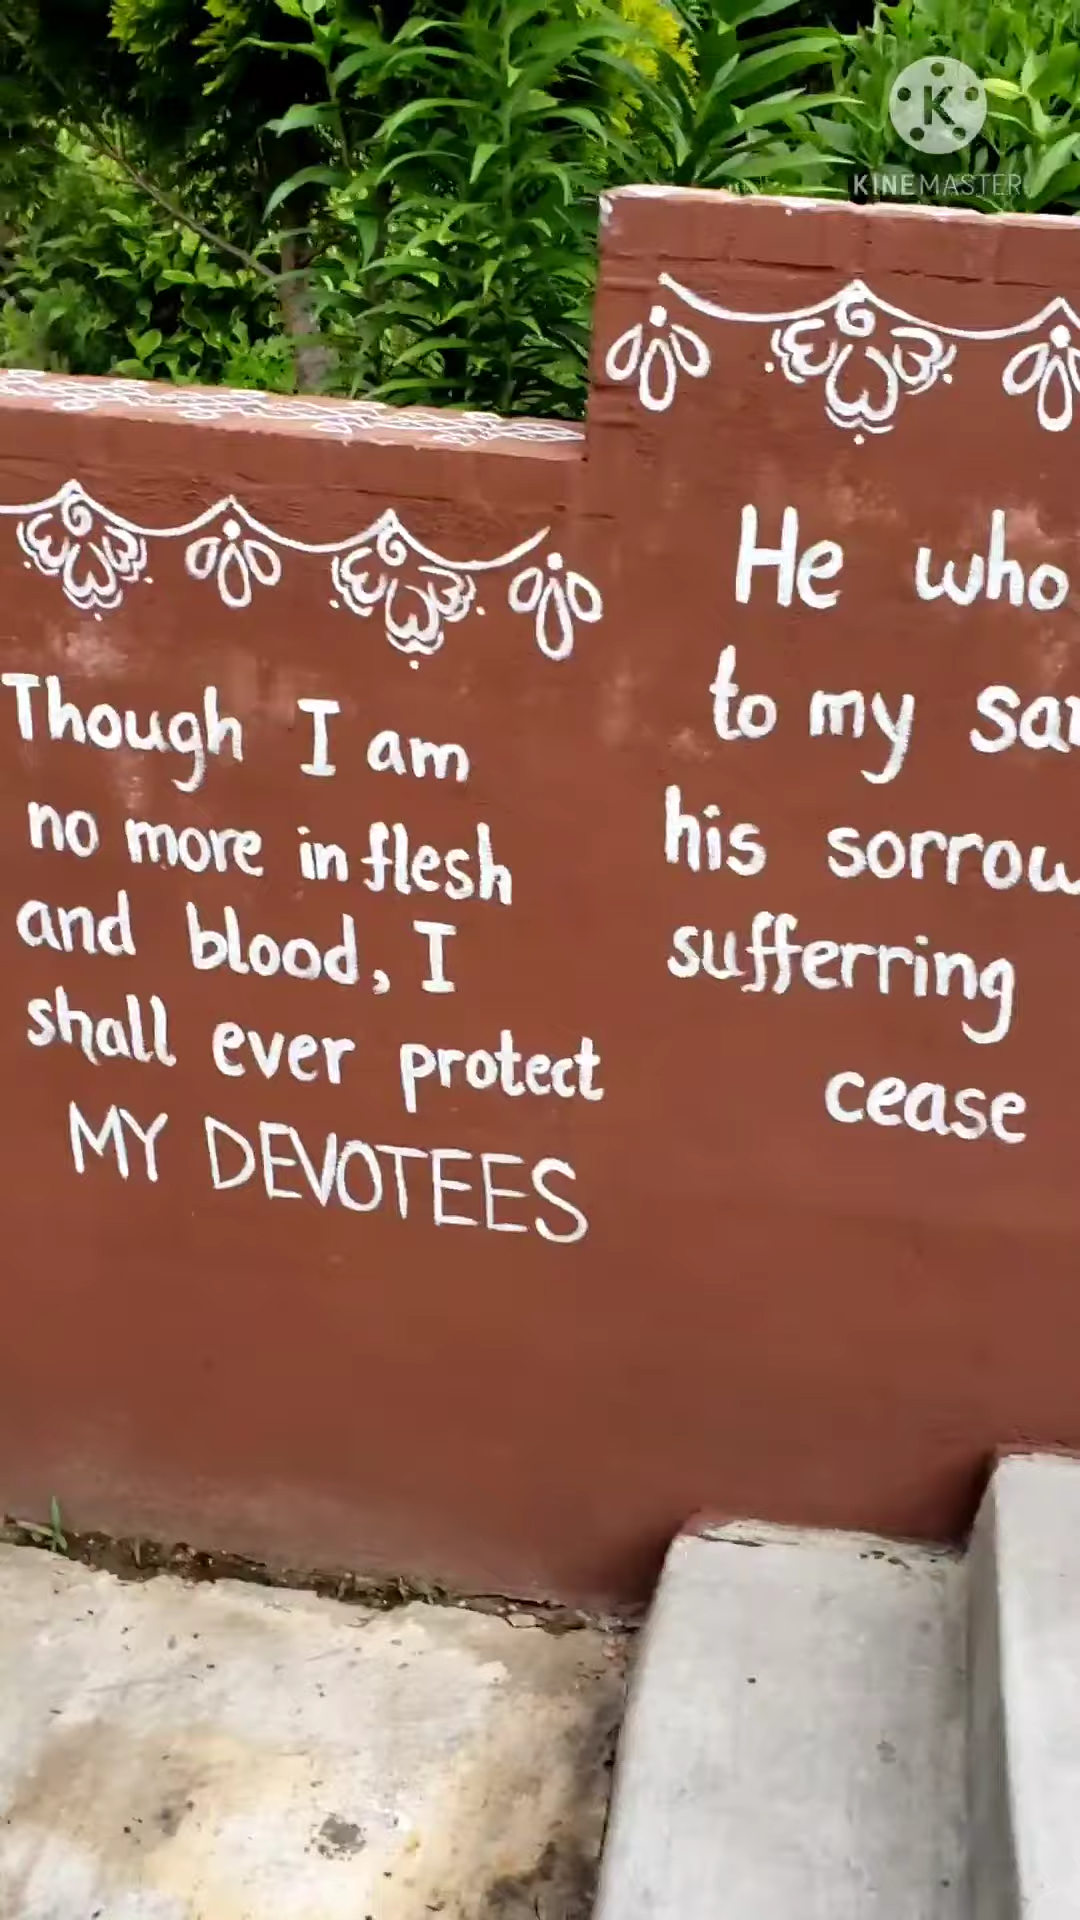 KINEMASTER
Though I am
no more in flesh
and blood, I
shall ever protect
MY DEVOTEES
He who
to my
his sorrow
sufferring
cease